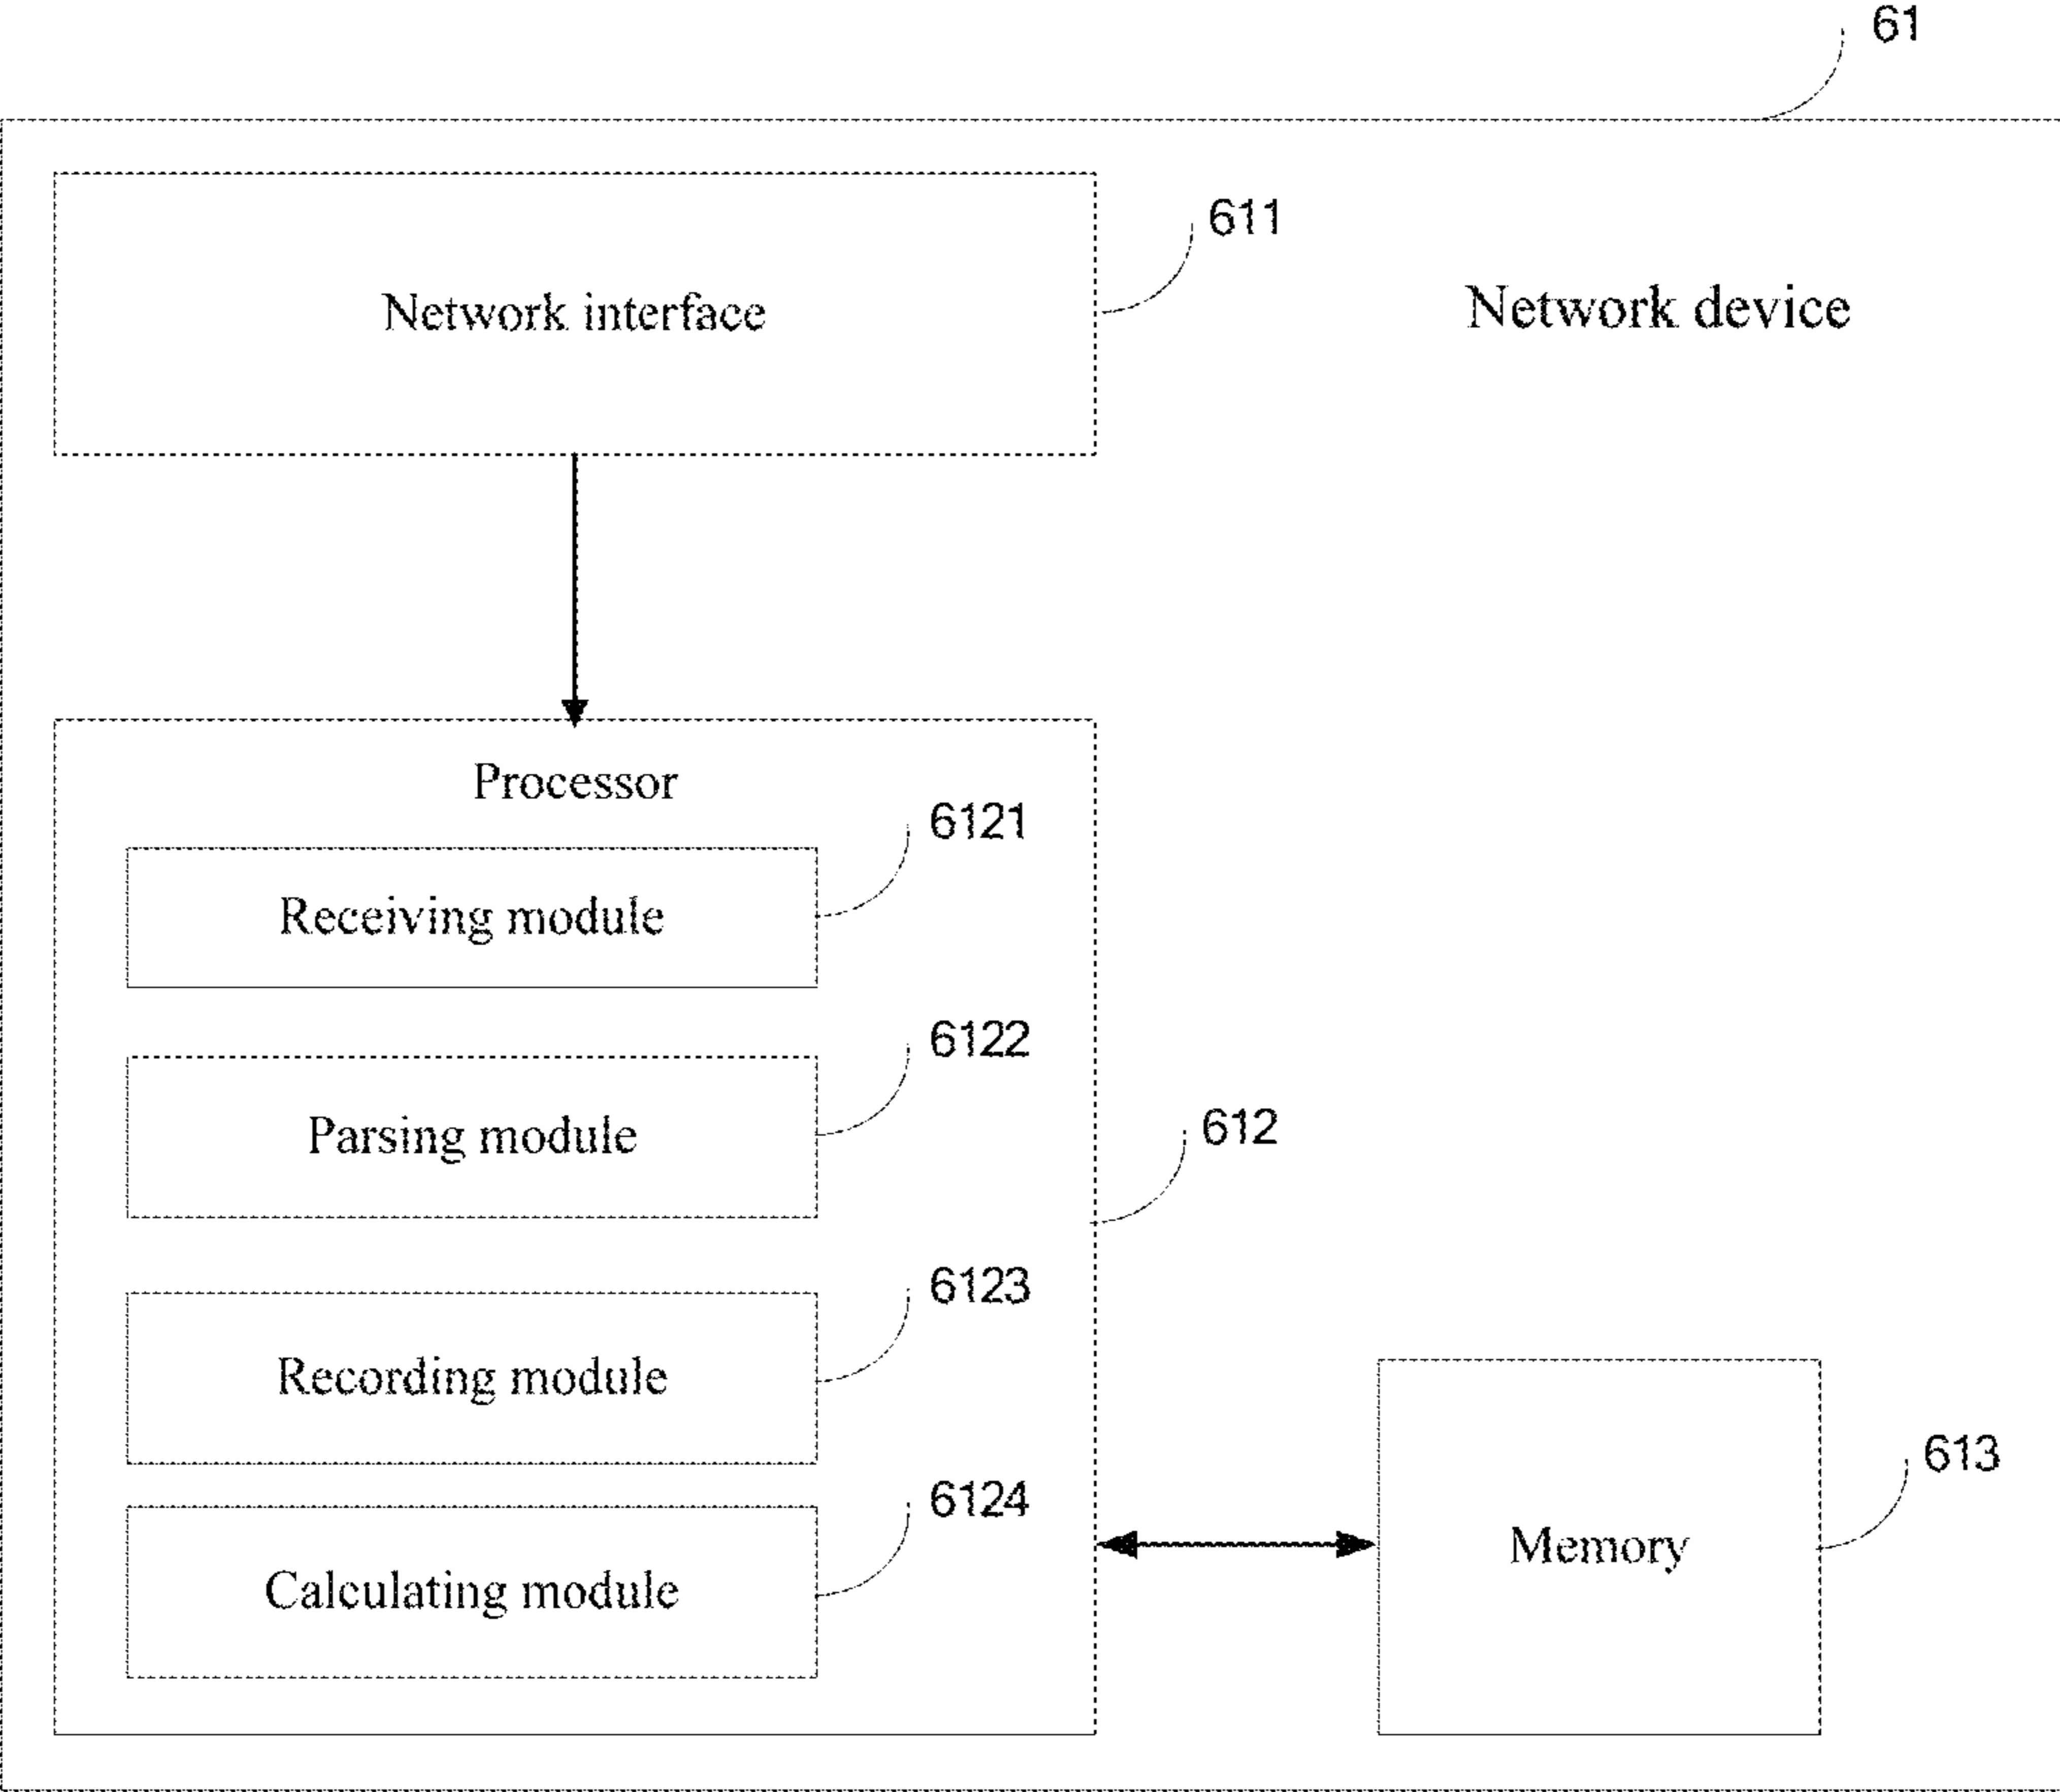 61
611
Network interface
Network device
Processor
6121
Receiving module
6122
Parsing module
612
6123
Recording module
613
6124
Memory
Calculating module